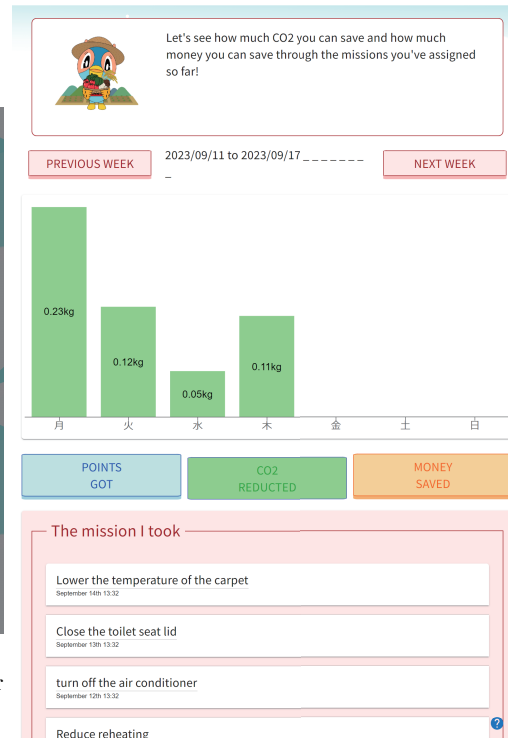 Let's see how much CO2 you can save and how much
money you can save through the missions you've assigned
so far!
PREVIOUS WEEK
2023/09/11 to 2023/09/17 _ _ _ _ _ _ _
_
NEXT WEEK
0.23kg
0.12kg
0.05kg
0.11kg
月 火 水 木 金 土 日
POINTS
GOT
CO2
REDUCTED
MONEY
SAVED
The mission I took
Lower the temperature of the carpet
September 14th 13:32
Close the toilet seat lid
September 13th 13:32
turn off the air conditioner
September 12th 13:32
Reduce reheating
?